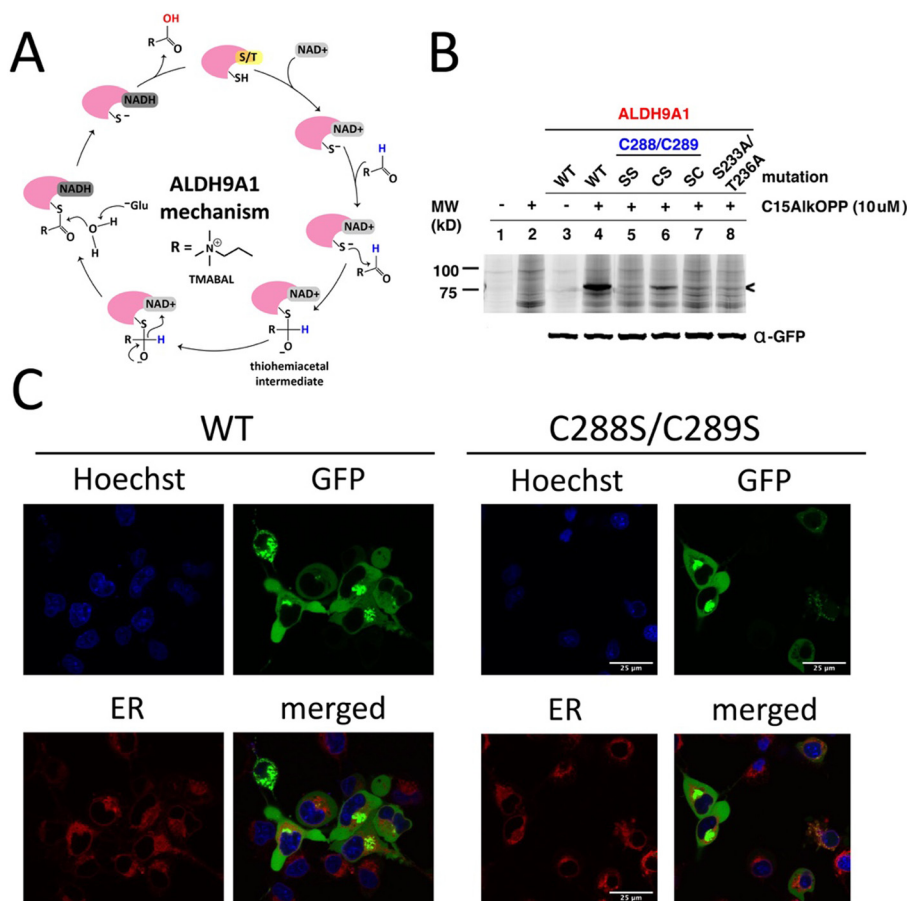 A
OH
R
O
S/T
SH
NAD+
NADH
S−
NAD+
S−
H
R
O
NADH
S
R
O
−Glu
H
O
H
ALDH9A1
mechanism
R =
N
+
TMABAL
NAD+
S−
H
R
O
NAD+
S
R
H
O
−
NAD+
S
R
H
O
−
thiohemiacetal
intermediate
B
ALDH9A1
C288/C289
WT
WT
SS
CS
SC
S233A/
T236A
mutation
- + - + + + + + C15AlkOPP (10uM)
MW
(kD)
1 2 3 4 5 6 7 8
100
75
<
α-GFP
C
WT
C288S/C289S
Hoechst
GFP
Hoechst
GFP
25 µm
25 µm
ER
merged
ER
merged
25 µm